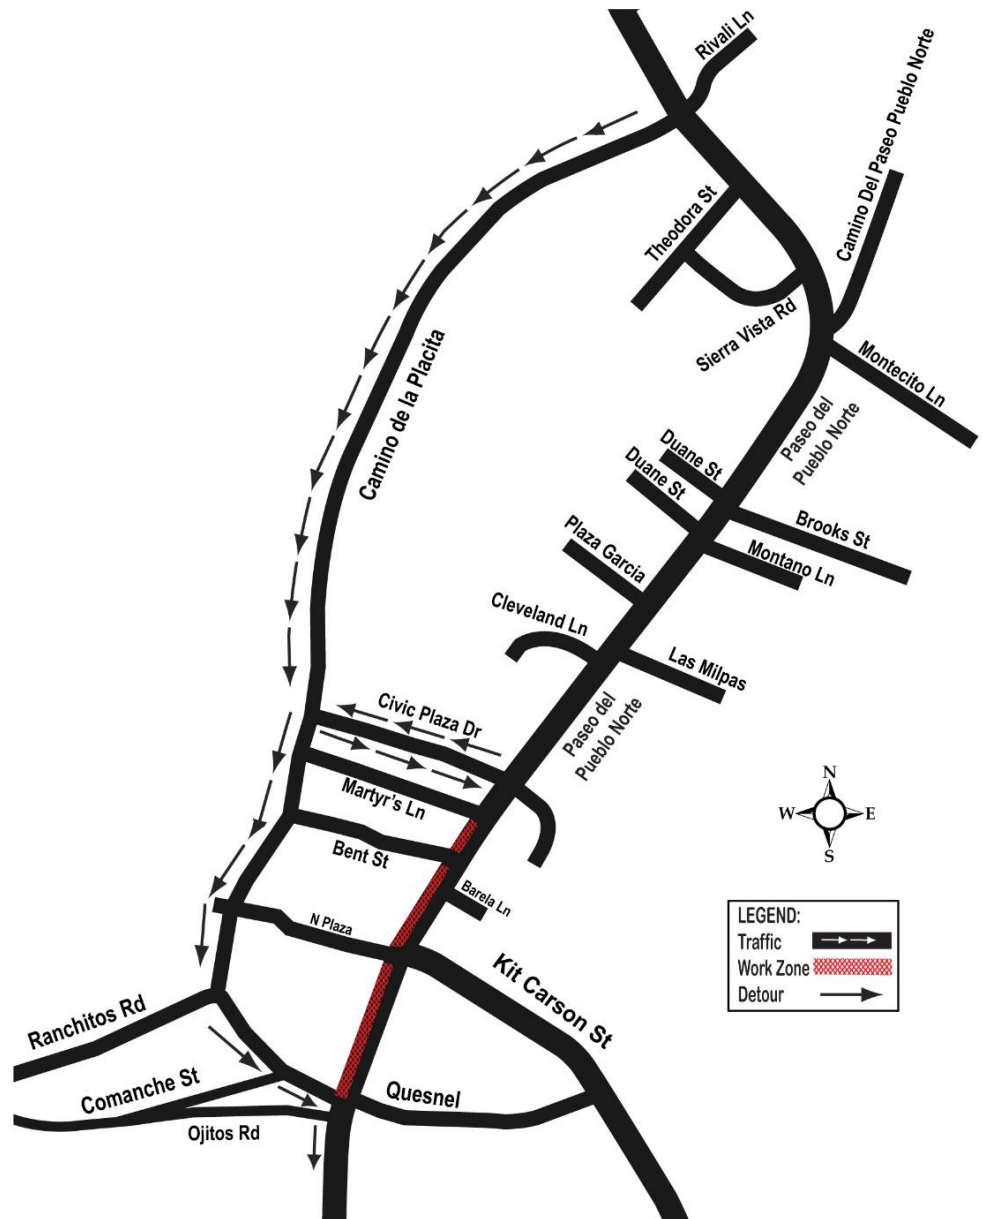 Rivali Ln
Camino Del Paseo Pueblo Norte
Theodora St
Sierra Vista Rd
Montecito Ln
Camino de la Placita
Paseo del
Pueblo Norte
Duane St
Duane St
Brooks St
Montano Ln
Plaza Garcia
Cleveland Ln
Las Milpas
Civic Plaza Dr
Paseo del
Pueblo Norte
Martyr's Ln
Bent St
Barela Ln
N Plaza
Kit Carson St
N
W
E
S
LEGEND:
Traffic
Work Zone
Detour
Ranchitos Rd
Comanche St
Quesnel
Ojitos Rd